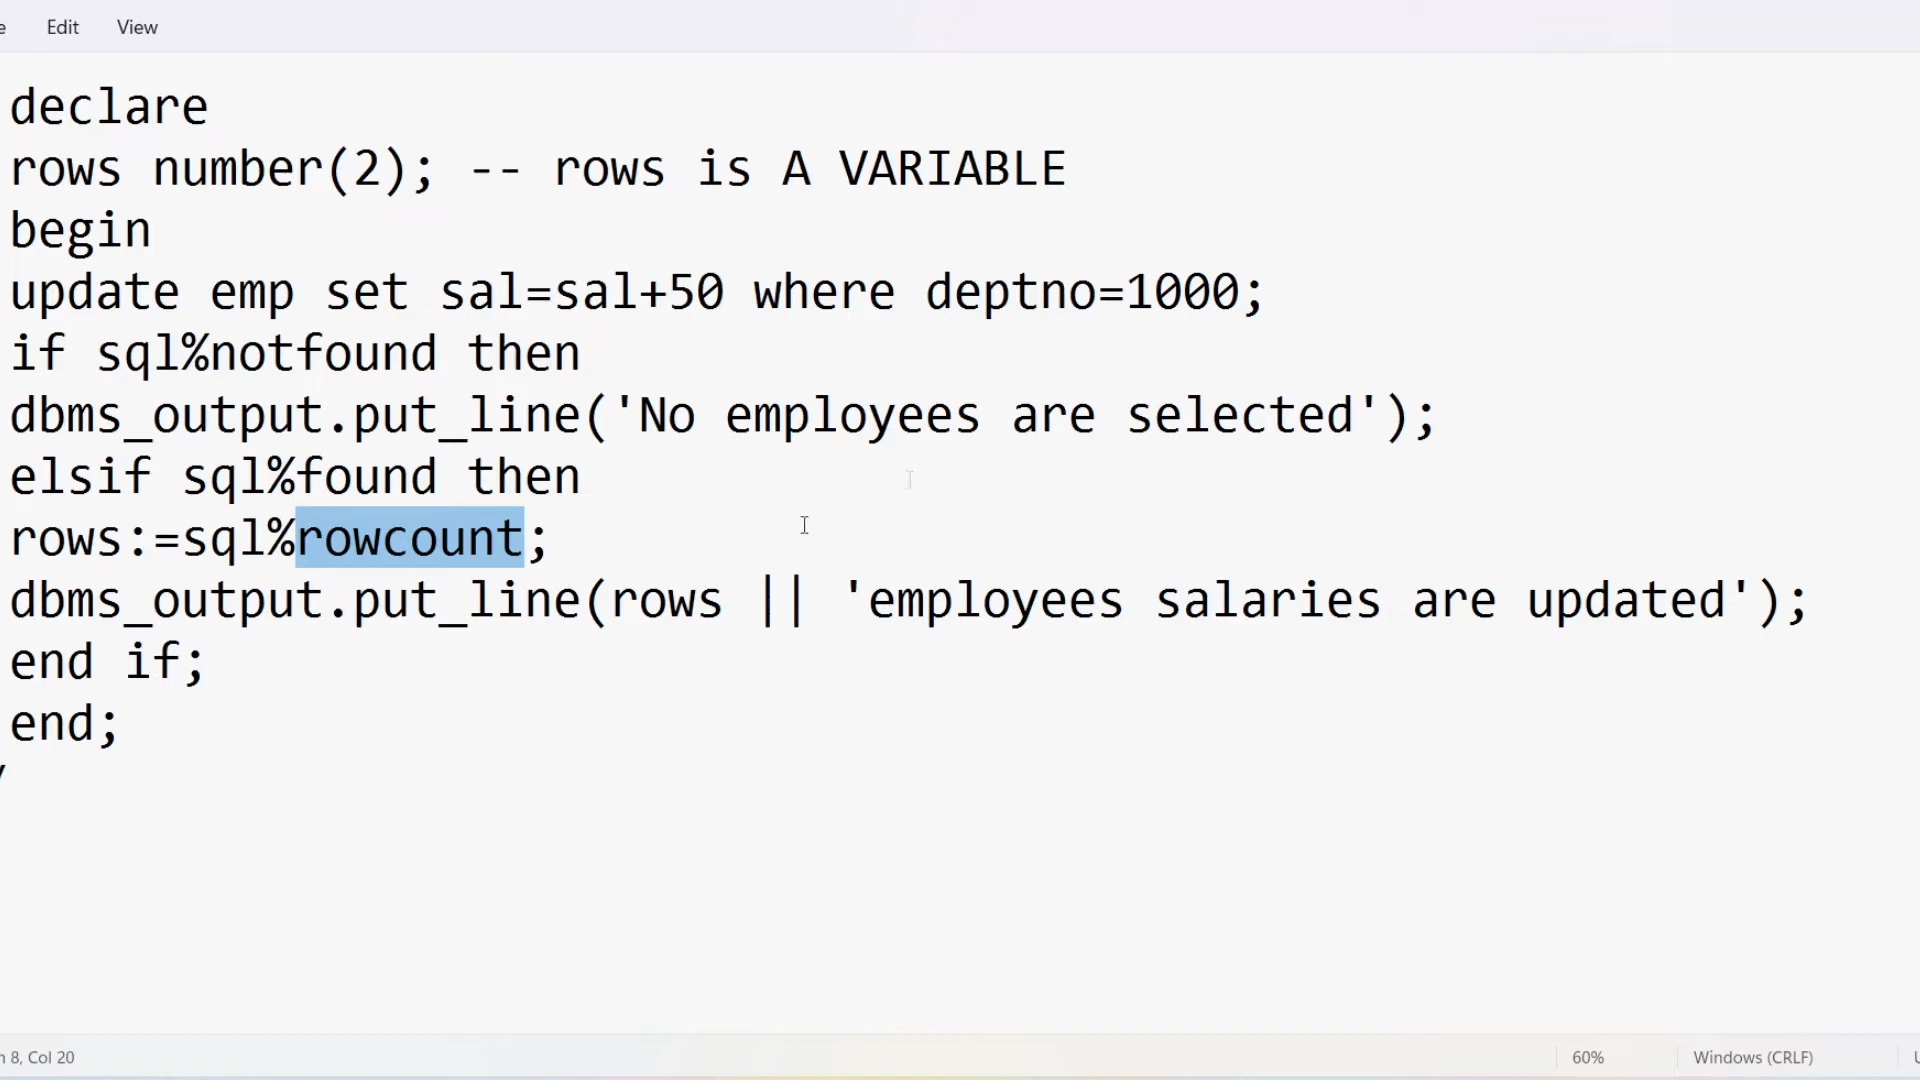 Edit View
declare
rows number(2); -- rows is A VARIABLE
begin
update emp set sal=sal+50 where deptno=1000;
if sql%notfound then
dbms_output.put_line('No employees are selected');
elsif sql%found then
rows:=sql%rowcount;
dbms_output.put_line(rows || 'employees salaries are updated');
end if;
end;
/
8, Col 20 60% Windows (CRLF)